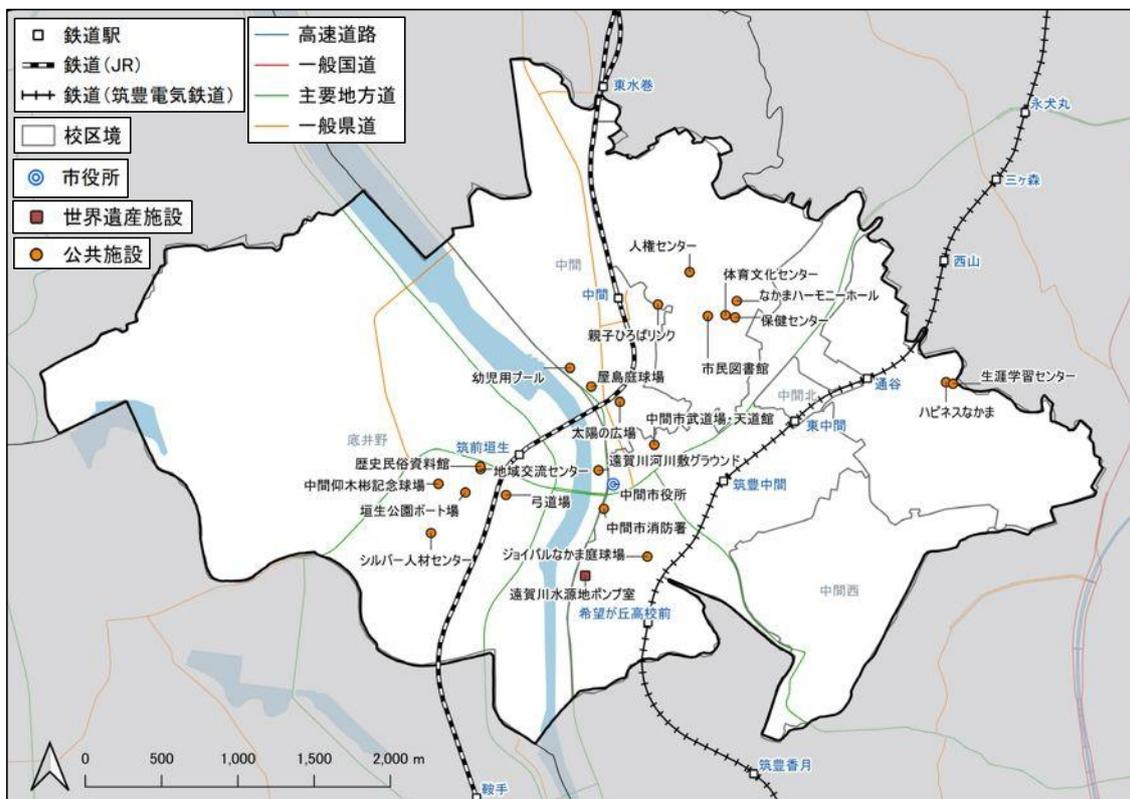 鉄道駅
鉄道(JR)
鉄道(筑豊電気鉄道)
校区境
市役所
世界遺産施設
公共施設
高速道路
一般国道
主要地方道
一般県道
東水巻
永犬丸
三ヶ森
西山
人権センター
体育文化センター
中間
なかまハーモニーホール
中間
保健センター
親子ひろばリンク
市民図書館
幼児用プール
屋島庭球場
通谷
生涯学習センター
中間北
ハピネスなかま
太陽の広場
中間市武道場・天道館
東中間
底井野
筑前垣生
遠賀川河川敷グラウンド
歴史民俗資料館
地域交流センター
中間仰木彬記念球場
中間市役所
筑豊中間
垣生公園ボート場
弓道場
中間市消防署
シルバー人材センター
ジョイパルなかま庭球場
遠賀川水源地ポンプ室
中間西
希望が丘高校前
筑豊香月
鞍手
0 500 1,000 1,500 2,000 m